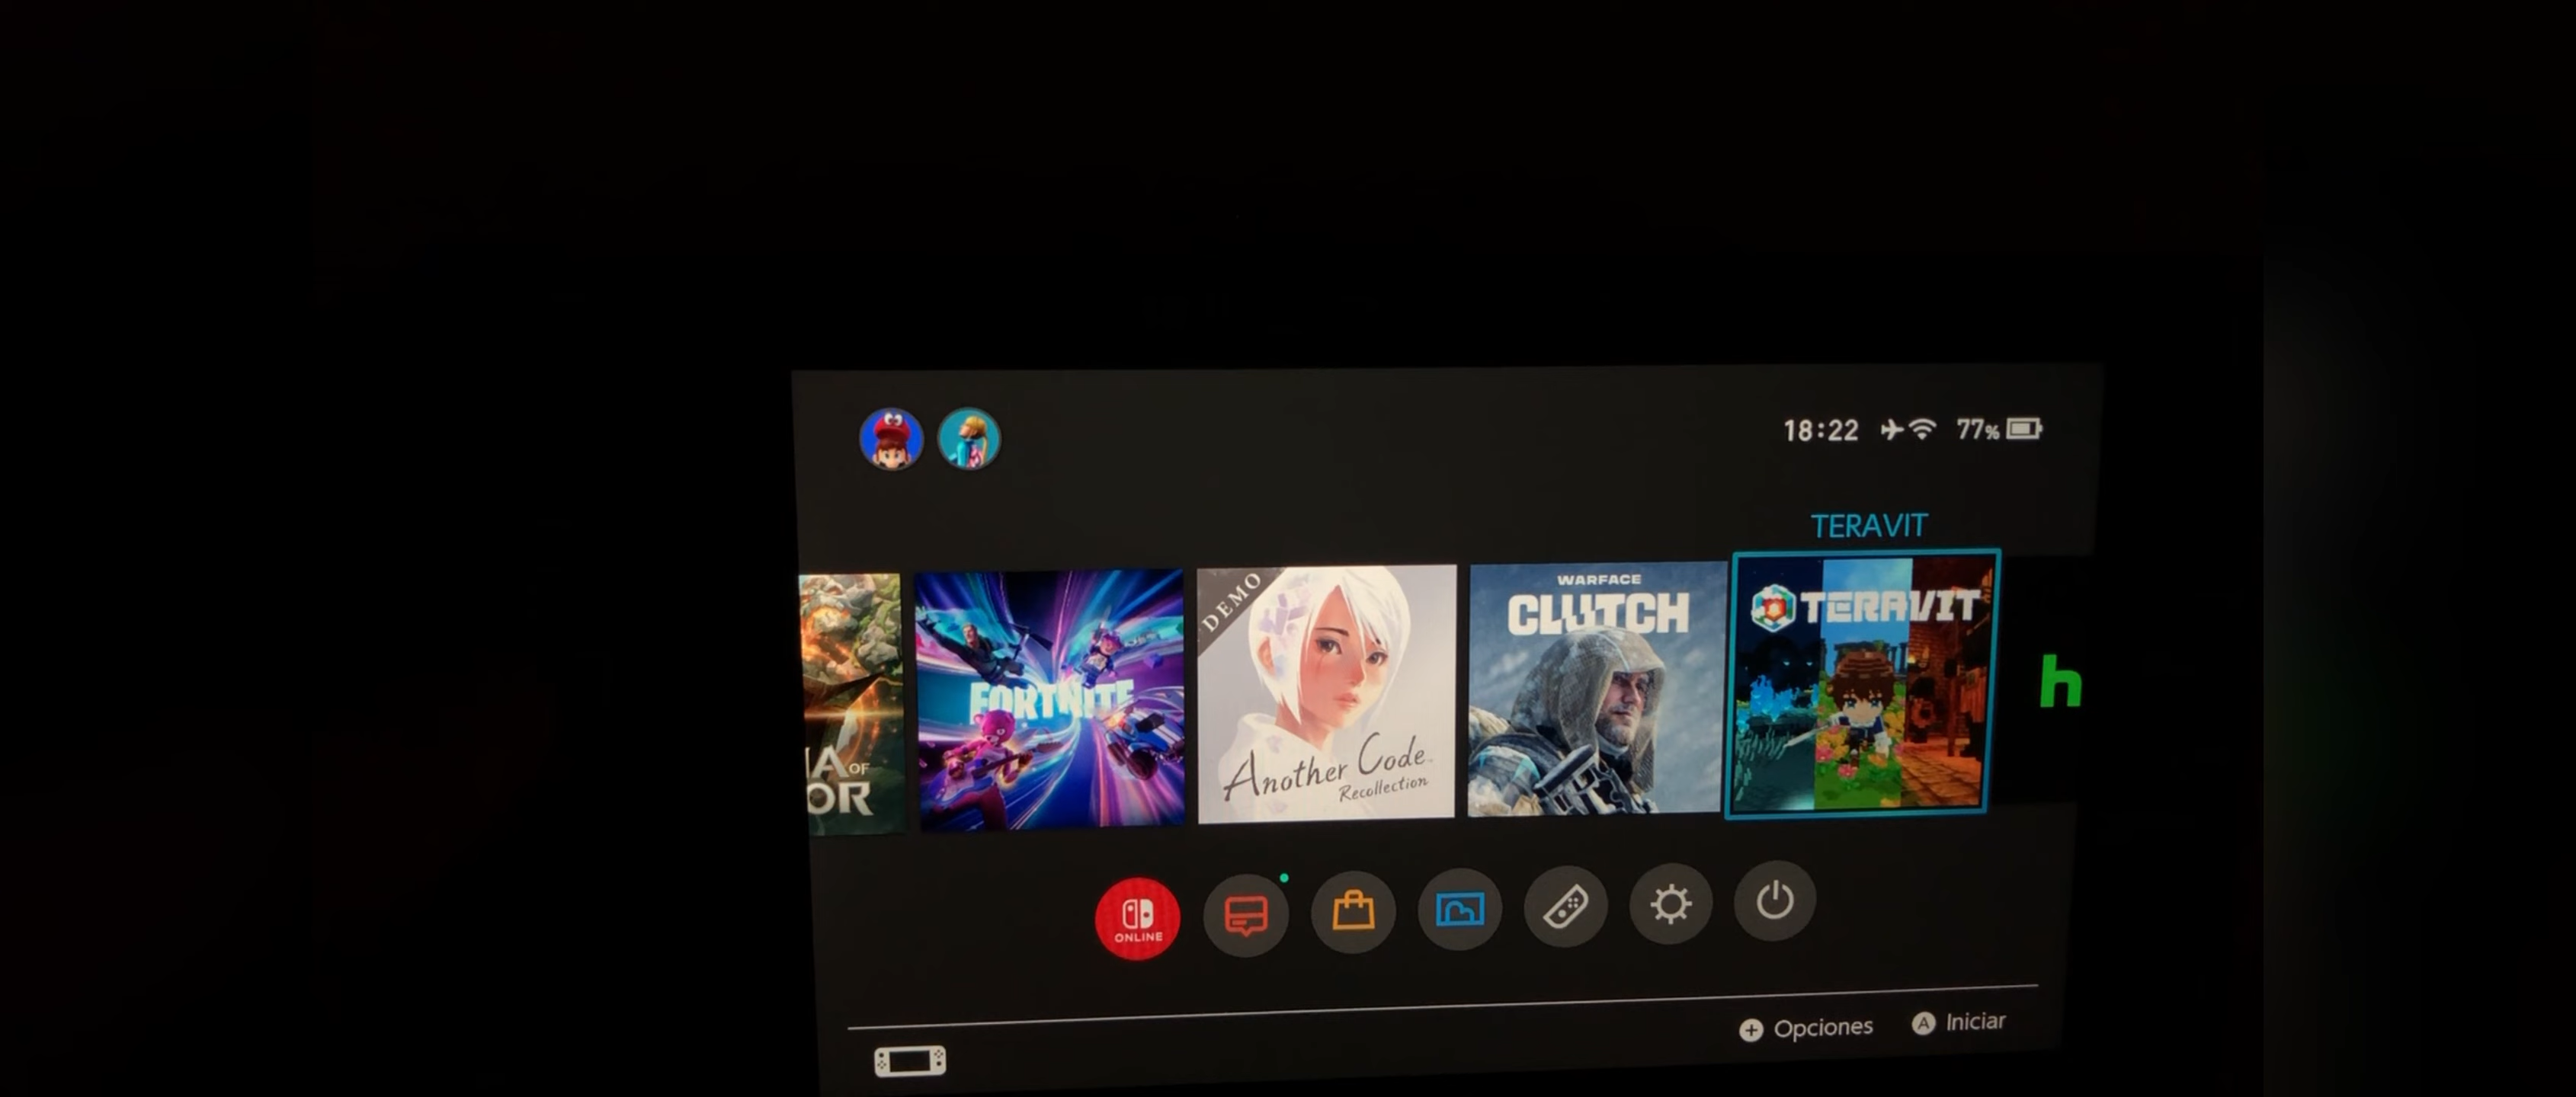 18:22 77%
TERAVIT
A OF
OR
FORTNITE
DEMO
Another Code
Recollection
WARFACE
CLUTCH
TERAVIT
h
ONLINE
Opciones
A Iniciar